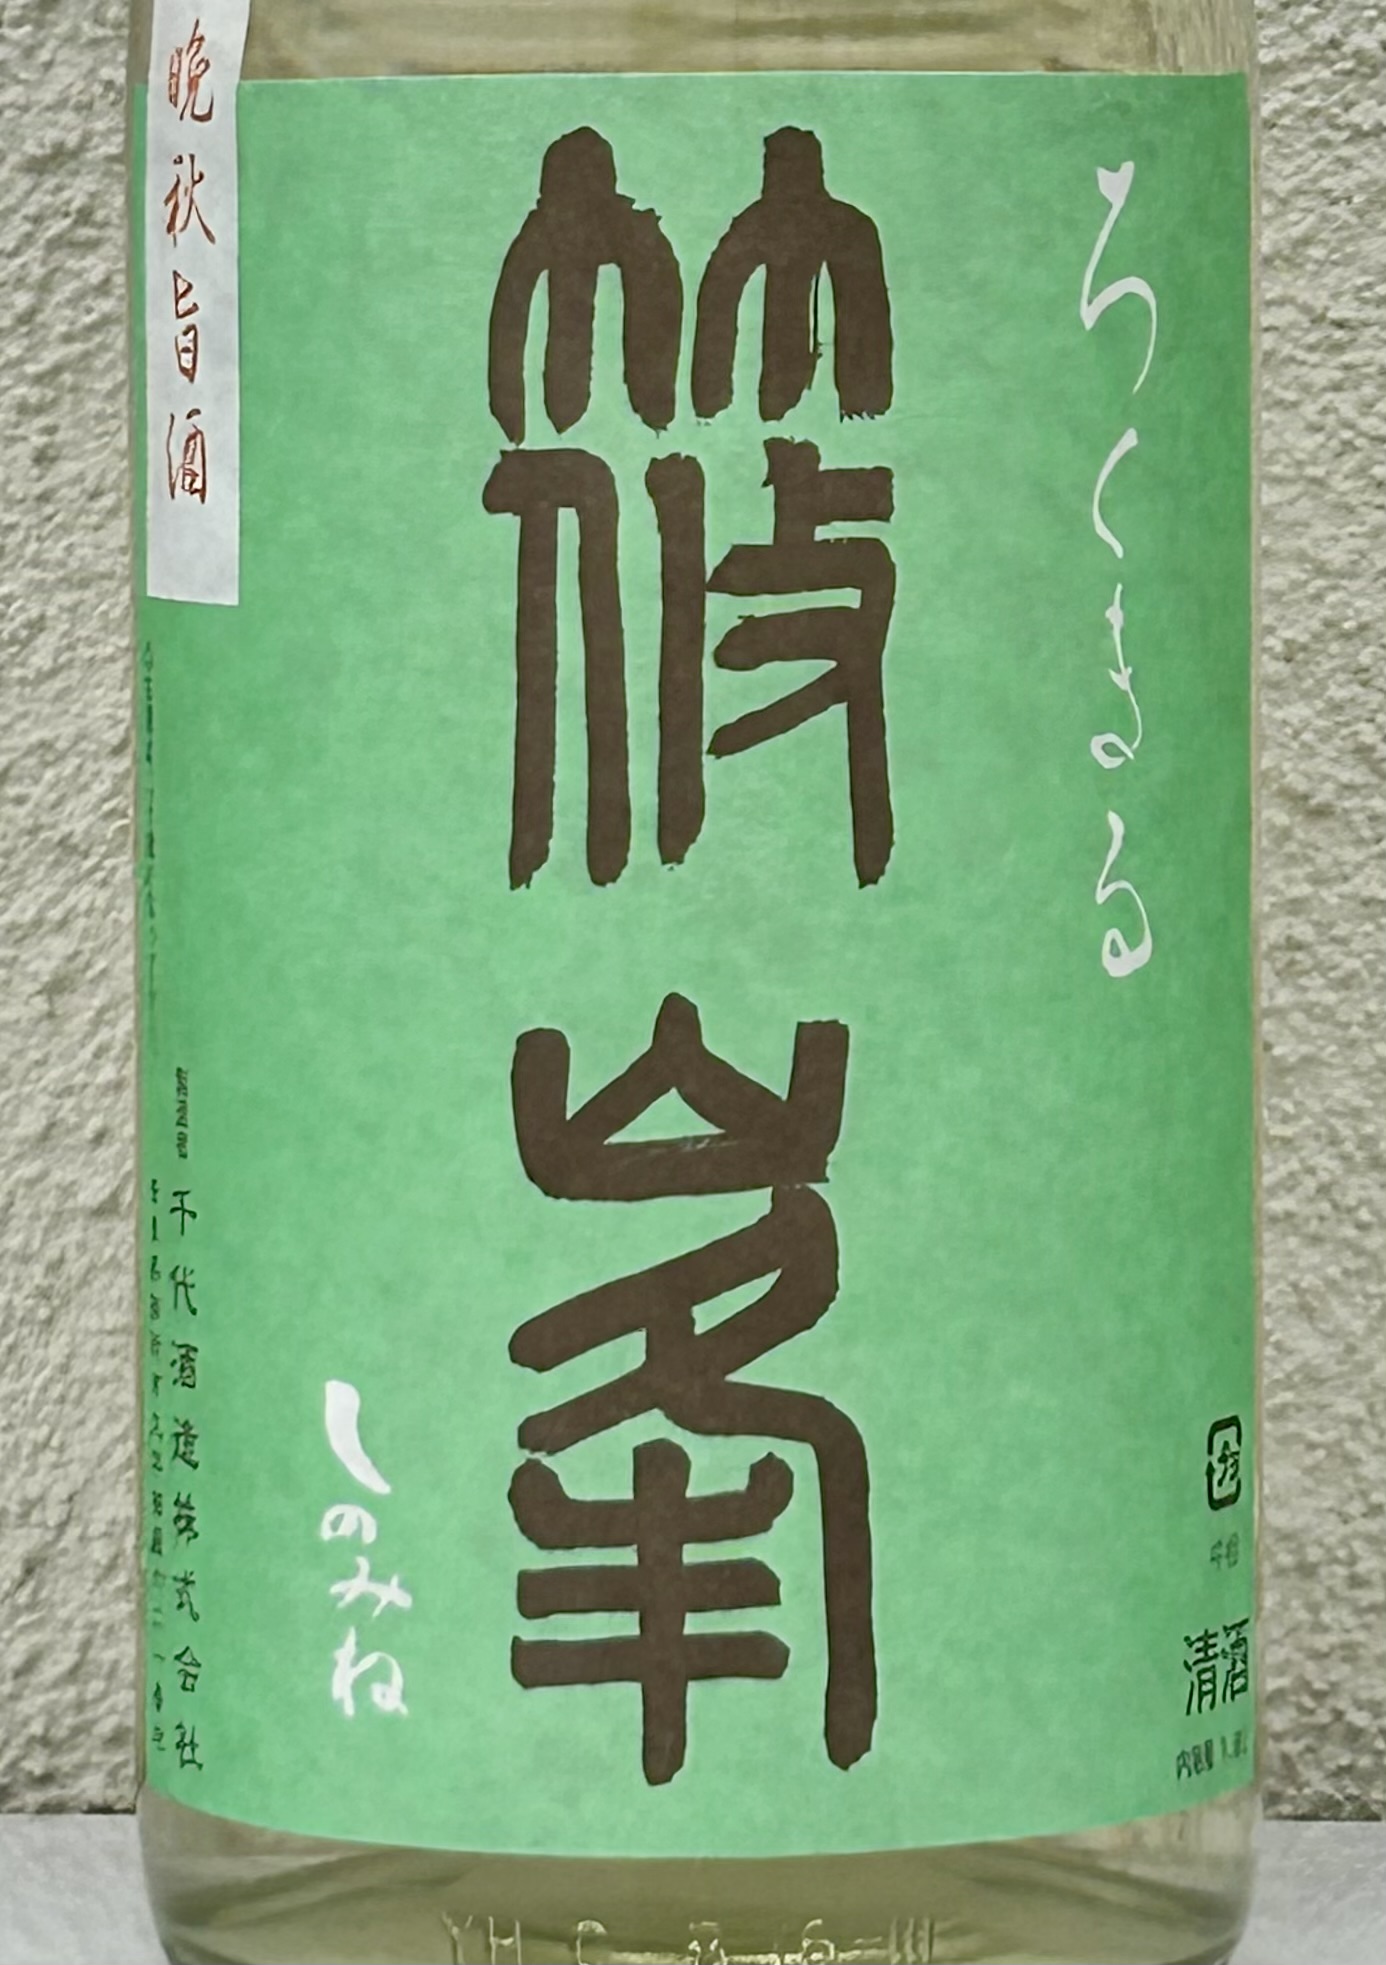 ろくまる
篠峯
しのみね
晩秋旨酒
千代酒造株式会社
清酒